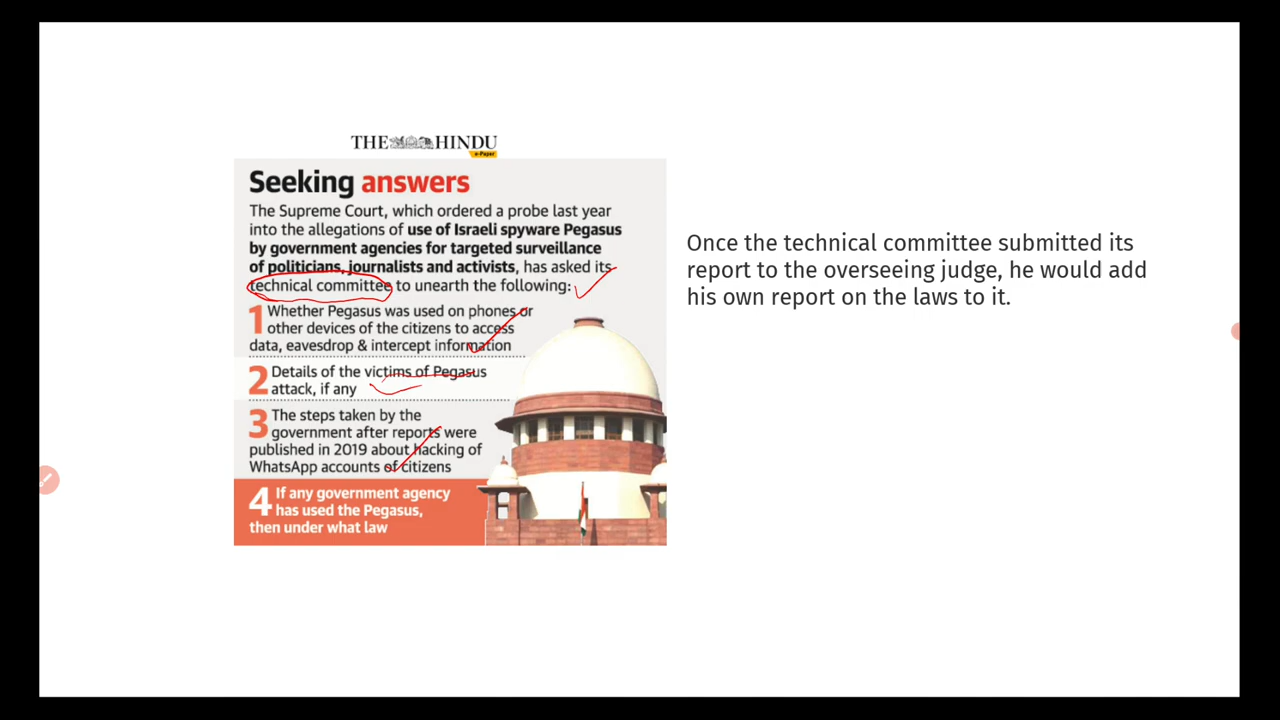 THE HINDU
e-Paper
Seeking answers
The Supreme Court, which ordered a probe last year
into the allegations of use of Israeli spyware Pegasus
by government agencies for targeted surveillance
of politicians, journalists and activists, has asked its
technical committee to unearth the following:
1 Whether Pegasus was used on phones or
other devices of the citizens to access
data, eavesdrop & intercept information
2 Details of the victims of Pegasus
attack, if any
3 The steps taken by the
government after reports were
published in 2019 about hacking of
WhatsApp accounts of citizens
4 If any government agency
has used the Pegasus,
then under what law
Once the technical committee submitted its
report to the overseeing judge, he would add
his own report on the laws to it.